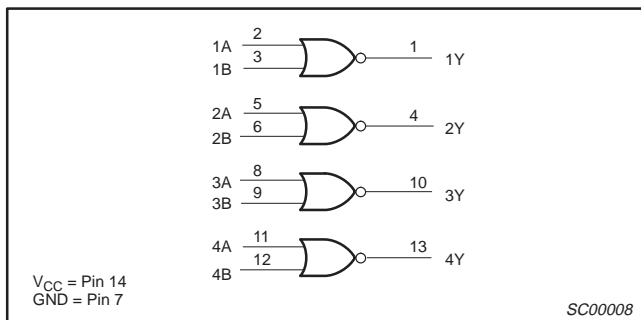 1A 2 1 1Y
1B 3
2A 5 4 2Y
2B 6
3A 8 10 3Y
3B 9
4A 11 13 4Y
4B 12
VCC = Pin 14
GND = Pin 7
SC00008